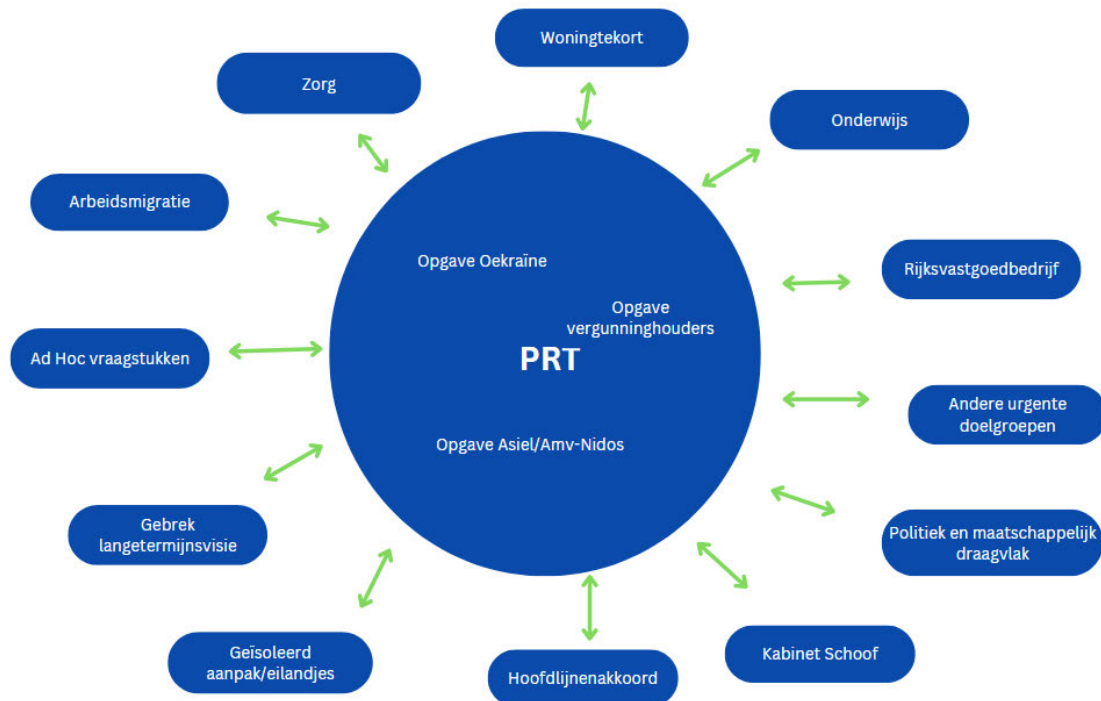 Woningtekort
Zorg
Onderwijs
Arbeidsmigratie
Opgave Oekraïne
Rijksvastgoedbedrijf
Opgave
vergunninghouders
PRT
Ad Hoc vraagstukken
Andere urgente
doelgroepen
Opgave Asiel/Amv-Nidos
Gebrek
langetermijnsvisie
Politiek en maatschappelijk
draagvlak
Geïsoleerd
aanpak/eilandjes
Hoofdlijnenakkoord
Kabinet Schoof